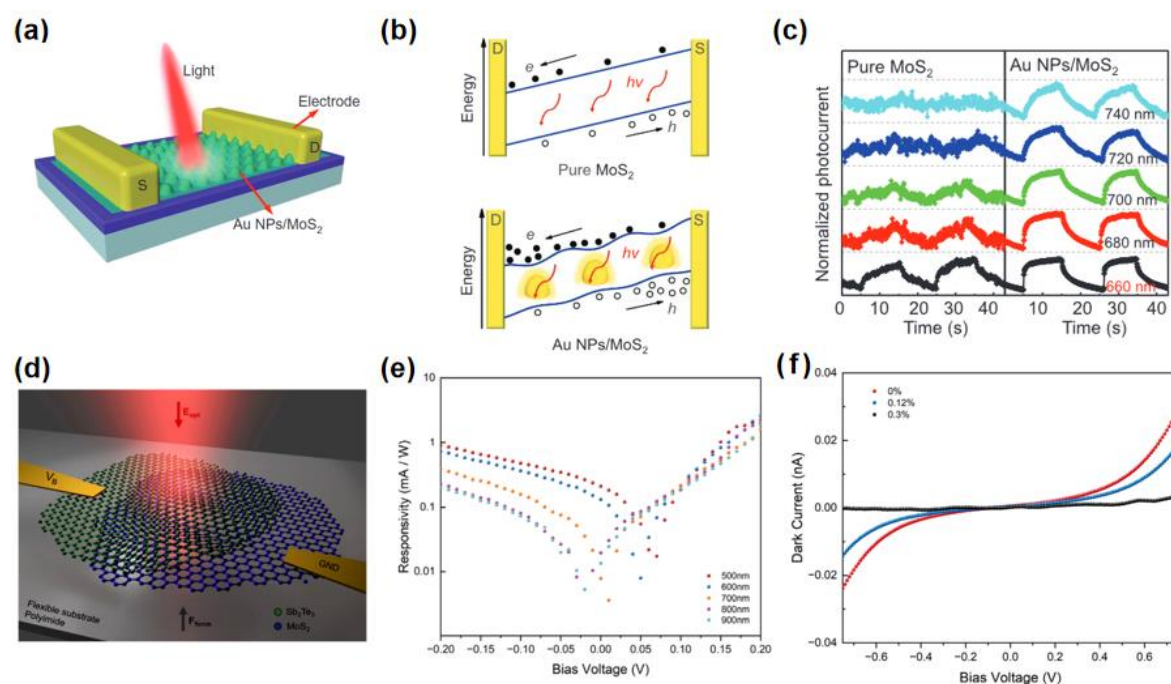 (a)
Light
Electrode
D
S
Au NPs/MoS₂
(b)
Energy
D
S
e
hν
h
Pure MoS₂
Energy
D
S
e
hν
h
Au NPs/MoS₂
(c)
Normalized photocurrent
Pure MoS₂
Au NPs/MoS₂
740 nm
720 nm
700 nm
680 nm
660 nm
0 10 20 30 40
10 20 30 40
Time (s)
Time (s)
(d)
E
V_B
GND
Flexible substrate
Polyimide
F
Sb₂Te₃
MoS₂
(e)
Responsivity (mA / W)
10
1
0.1
0.01
500nm
600nm
700nm
800nm
900nm
−0.20 −0.15 −0.10 −0.05 0.00 0.05 0.10 0.15 0.20
Bias Voltage (V)
(f)
Dark Current (nA)
0.04
0.02
0.00
−0.02
−0.04
0%
0.12%
0.3%
−0.6 −0.4 −0.2 0.0 0.2 0.4 0.6
Bias Voltage (V)